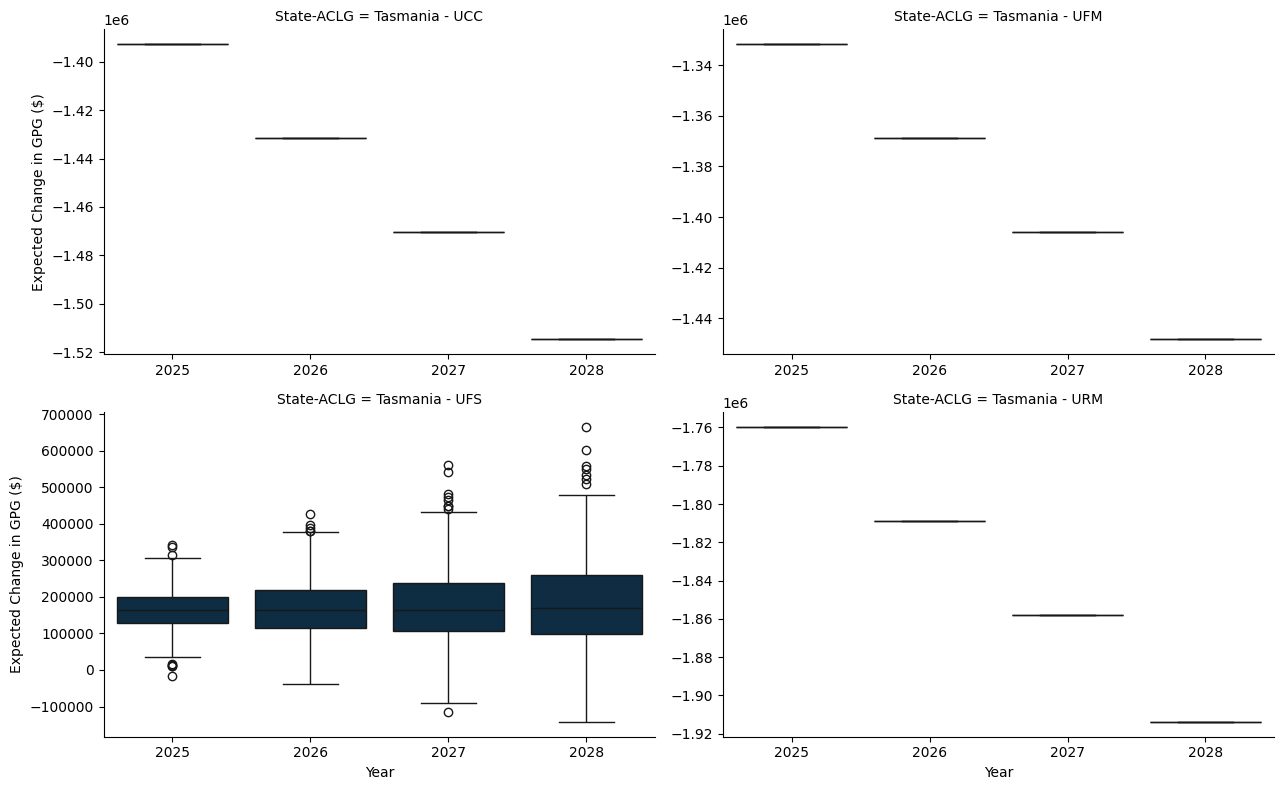 State-ACLG = Tasmania - UCC
1e6
−1.40
−1.42
−1.44
−1.46
−1.48
−1.50
−1.52
Expected Change in GPG ($)
2025 2026 2027 2028
State-ACLG = Tasmania - UFM
1e6
−1.34
−1.36
−1.38
−1.40
−1.42
−1.44
2025 2026 2027 2028
State-ACLG = Tasmania - UFS
700000
600000
500000
400000
300000
200000
100000
0
−100000
Expected Change in GPG ($)
2025 2026 2027 2028
Year
State-ACLG = Tasmania - URM
1e6
−1.76
−1.78
−1.80
−1.82
−1.84
−1.86
−1.88
−1.90
−1.92
2025 2026 2027 2028
Year